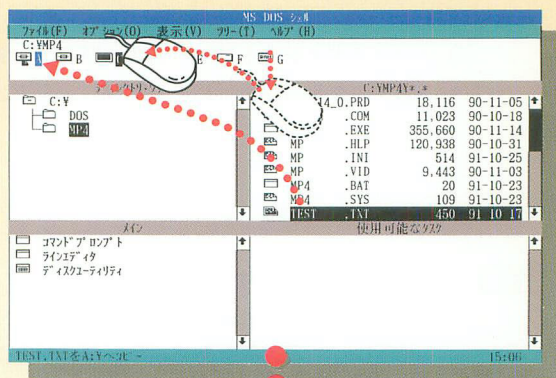 MS-DOS シェル
ファイル(F) オプション(O) 表示(V) ツリー(T) ヘルプ(H)
C:¥MP4
A B E F G
C:¥MP4¥*.*
C:¥
DOS
MP4
4_0.PRD 18,116 90-11-05
.COM 11,023 90-10-18
.EXE 355,660 90-11-14
MP .HLP 120,938 90-10-31
MP .INI 514 91-10-25
MP .VID 9,443 90-11-03
MP4 .BAT 20 91-10-23
MP4 .SYS 109 91-10-23
TEST .TXT 450 91-10-17
メイン
使用可能なタスク
コマンドプロンプト
ラインエディタ
ディスクユーティリティ
TEST.TXTをA:¥へコピー
15:06